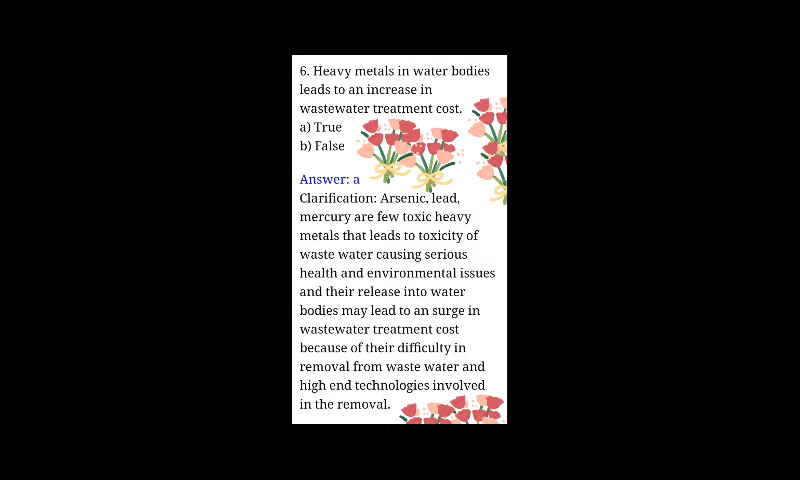 6. Heavy metals in water bodies
leads to an increase in
wastewater treatment cost.
a) True
b) False
Answer: a
Clarification: Arsenic, lead,
mercury are few toxic heavy
metals that leads to toxicity of
waste water causing serious
health and environmental issues
and their release into water
bodies may lead to an surge in
wastewater treatment cost
because of their difficulty in
removal from waste water and
high end technologies involved
in the removal.